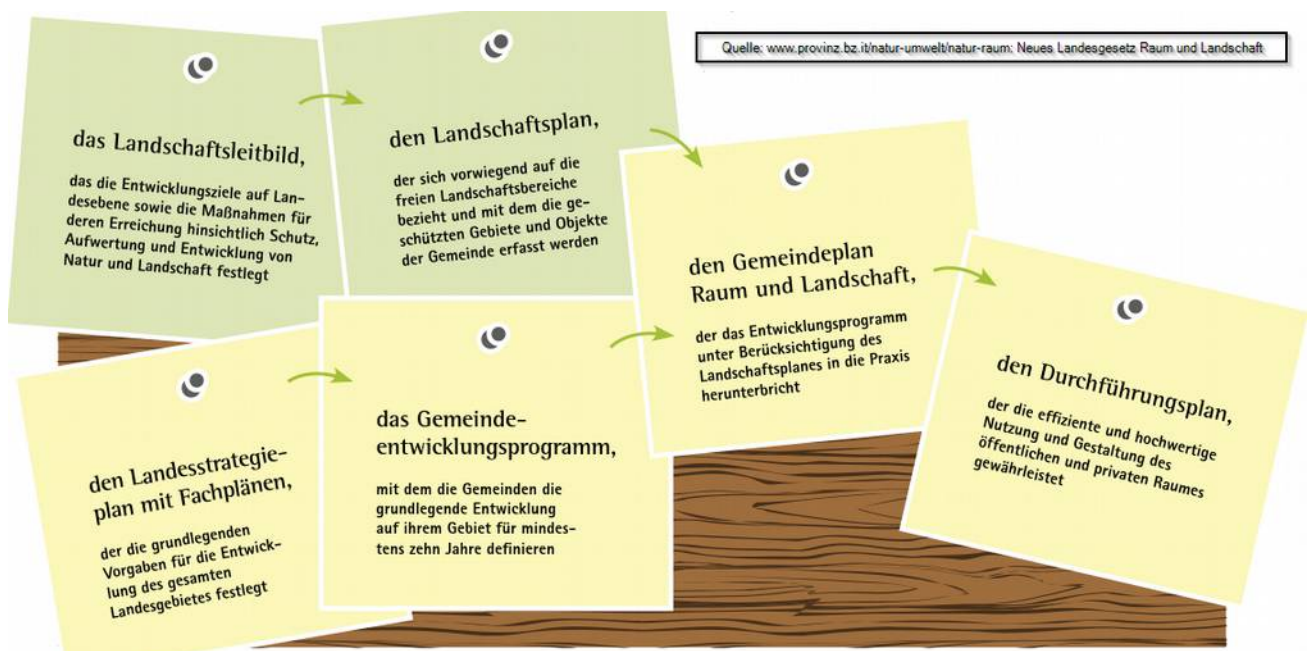 Quelle: www.provinz.bz.it/natur-umwelt/natur-raum: Neues Landesgesetz Raum und Landschaft
das Landschaftsleitbild,
das die Entwicklungsziele auf Lan-
desebene sowie die Maßnahmen für
deren Erreichung hinsichtlich Schutz,
Aufwertung und Entwicklung von
Natur und Landschaft festlegt
den Landschaftsplan,
der sich vorwiegend auf die
freien Landschaftsbereiche
bezieht und mit dem die ge-
schützten Gebiete und Objekte
der Gemeinde erfasst werden
den Landesstrategie-
plan mit Fachplänen,
der die grundlegenden
Vorgaben für die Entwick-
lung des gesamten
Landesgebietes festlegt
das Gemeinde-
entwicklungsprogramm,
mit dem die Gemeinden die
grundlegende Entwicklung
auf ihrem Gebiet für mindes-
tens zehn Jahre definieren
den Gemeindeplan
Raum und Landschaft,
der das Entwicklungsprogramm
unter Berücksichtigung des
Landschaftsplanes in die Praxis
herunterbricht
den Durchführungsplan,
der die effiziente und hochwertige
Nutzung und Gestaltung des
öffentlichen und privaten Raumes
gewährleistet